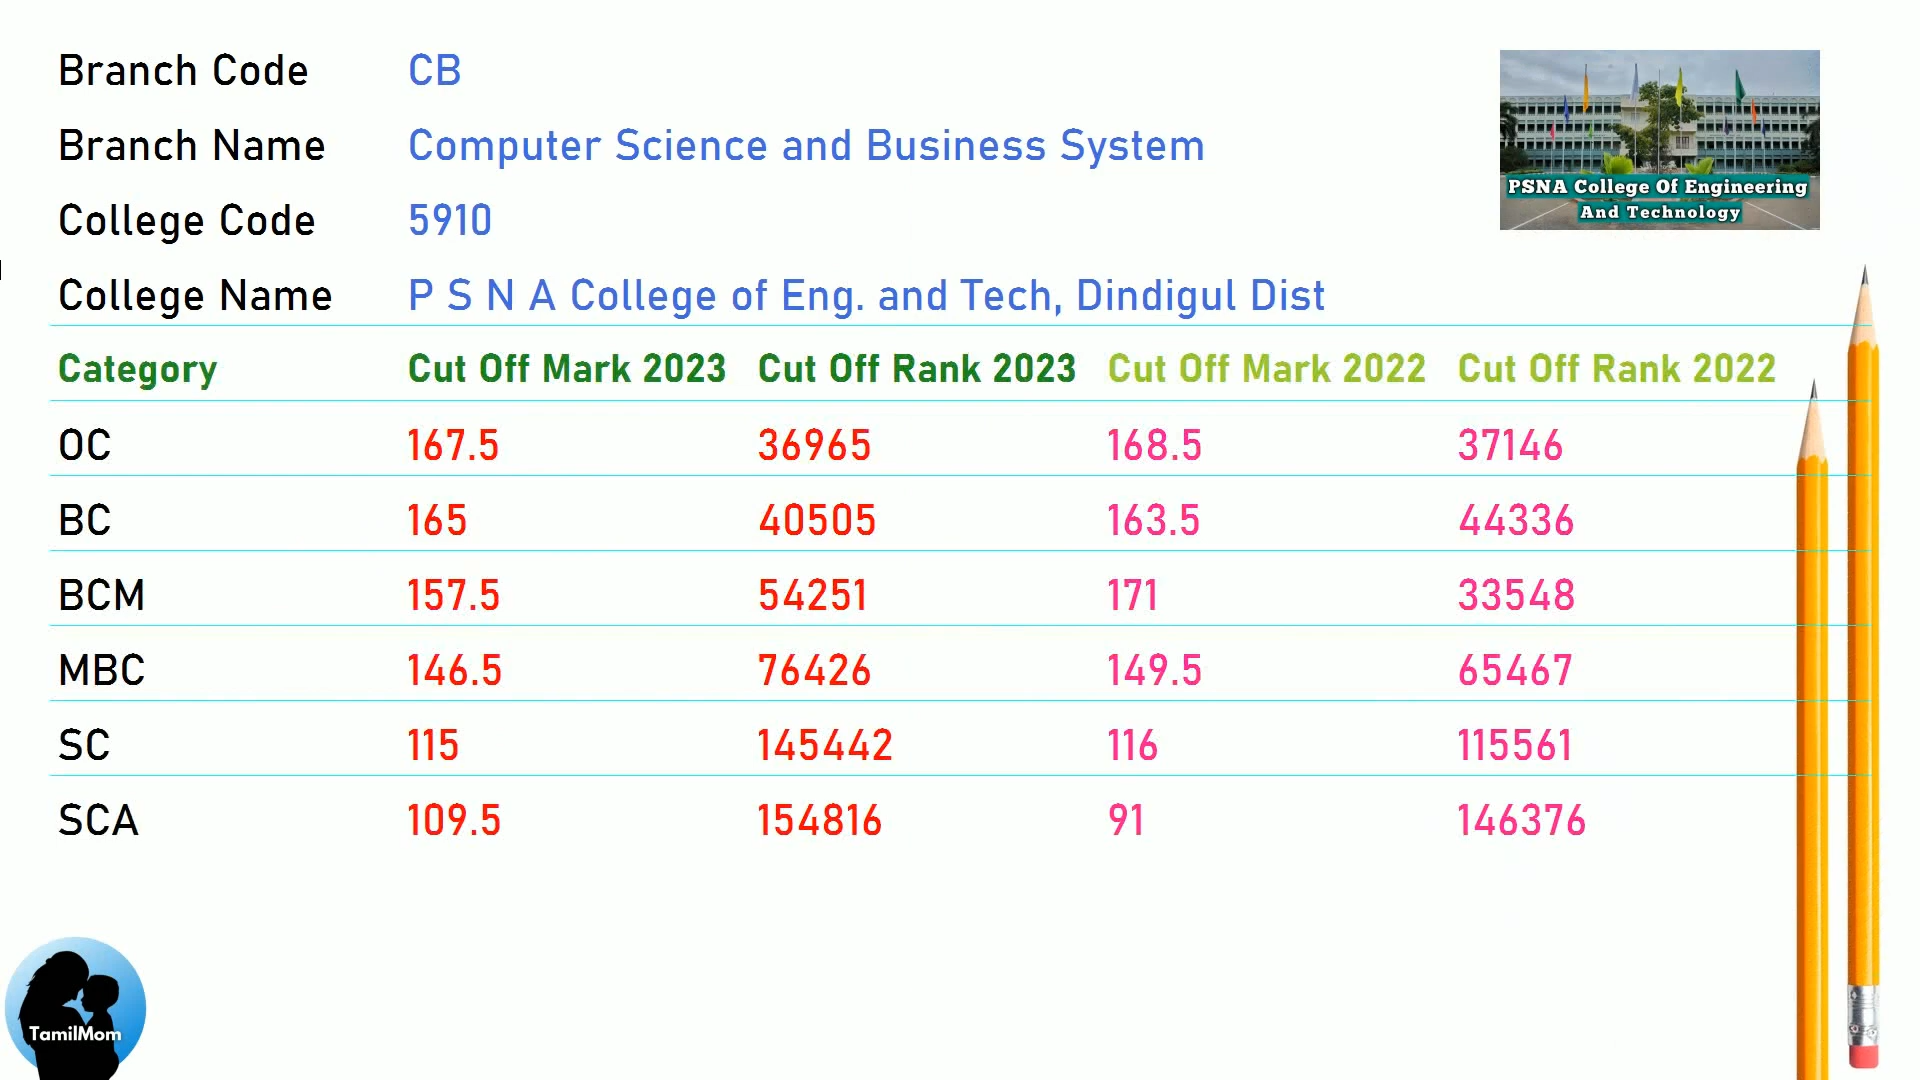 Branch Code CB
Branch Name Computer Science and Business System
College Code 5910
College Name P S N A College of Eng. and Tech, Dindigul Dist
PSNA College Of Engineering
And Technology
Category Cut Off Mark 2023 Cut Off Rank 2023 Cut Off Mark 2022 Cut Off Rank 2022
OC 167.5 36965 168.5 37146
BC 165 40505 163.5 44336
BCM 157.5 54251 171 33548
MBC 146.5 76426 149.5 65467
SC 115 145442 116 115561
SCA 109.5 154816 91 146376
TamilMom